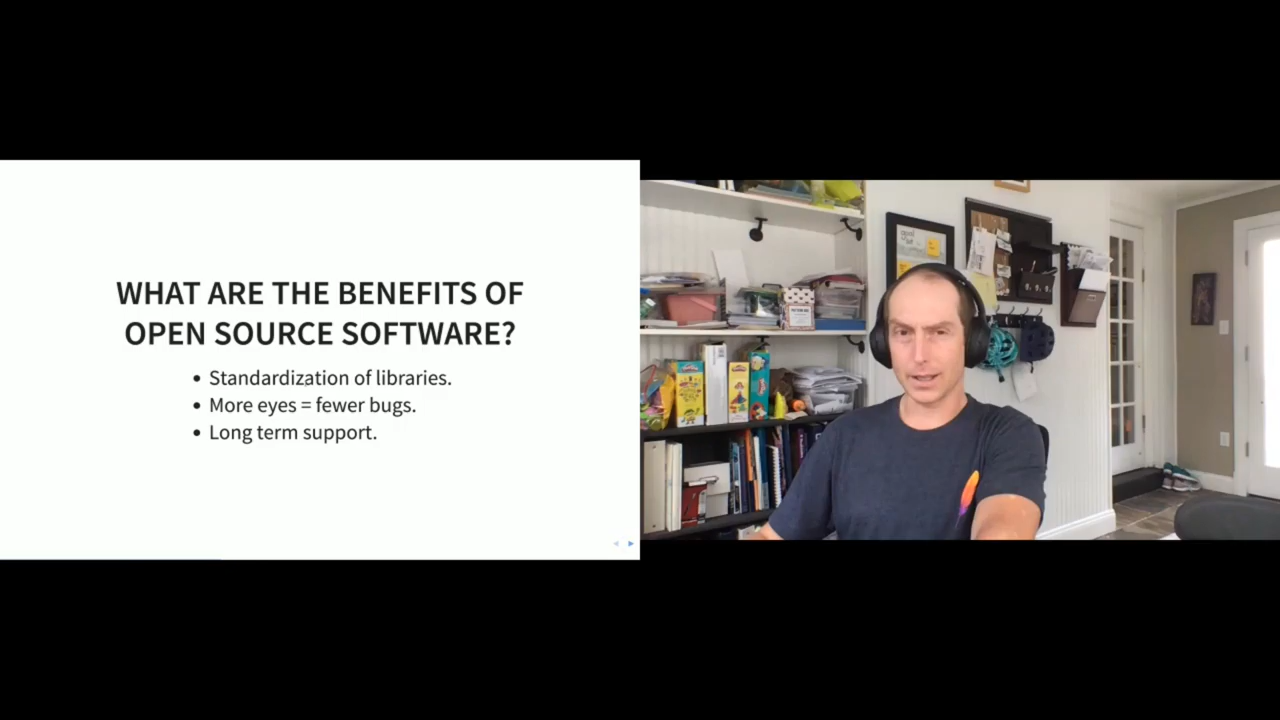 WHAT ARE THE BENEFITS OF
OPEN SOURCE SOFTWARE?
Standardization of libraries.
More eyes = fewer bugs.
Long term support.